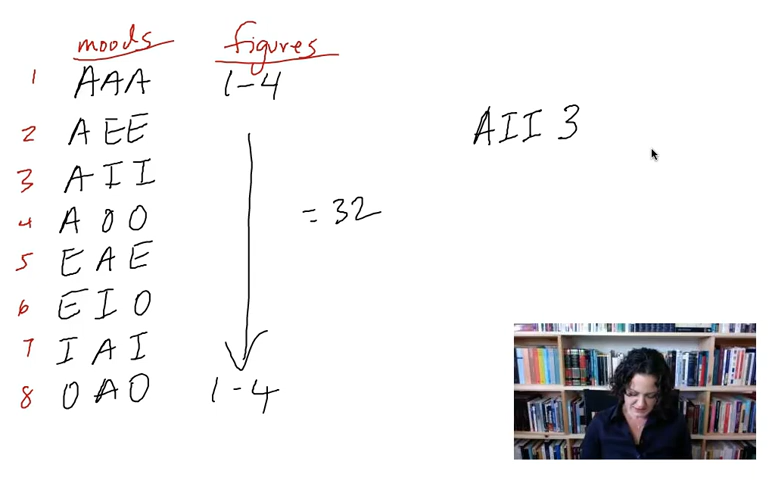 moods figures
1 AAA 1-4
2 AEE
3 AII
4 AOO
5 EAE
6 EIO
7 IAI
8 OAO 1-4
= 32
AII 3